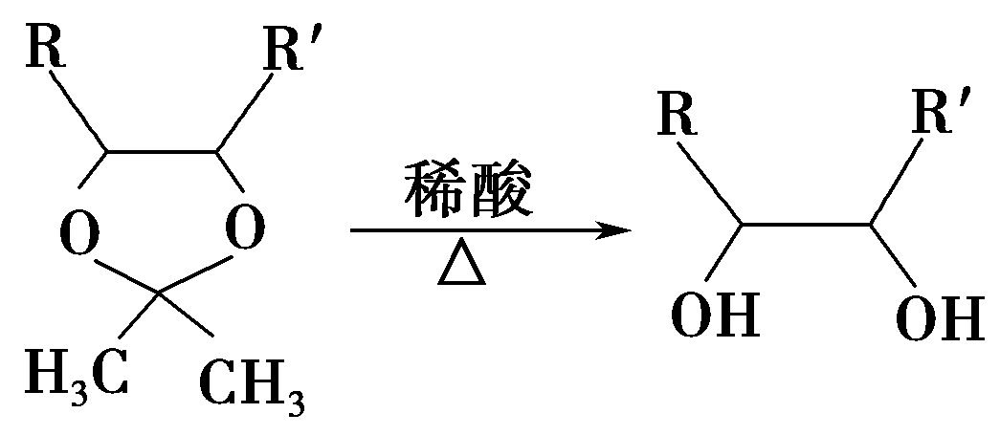 R R′
O O
H₃C CH₃
稀酸
△
R R′
OH OH